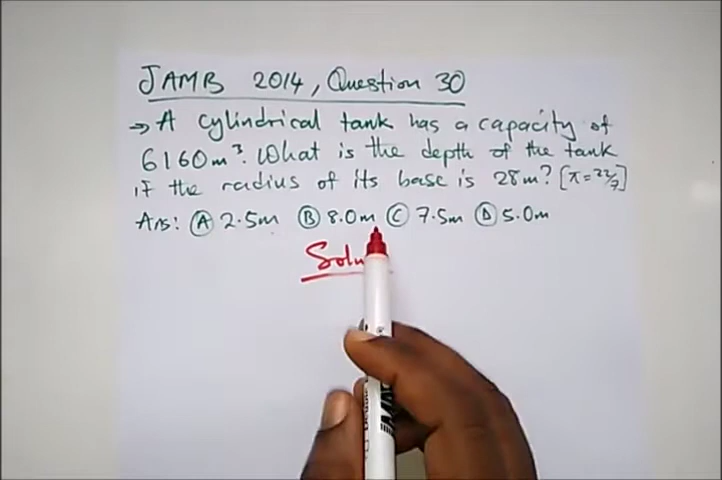 JAMB 2014, Question 30
→ A cylindrical tank has a capacity of
6160m³. What is the depth of the tank
if the radius of its base is 28m? [π=22/7]
Ans: Ⓐ 2.5m Ⓑ 8.0m Ⓒ 7.5m Ⓓ 5.0m